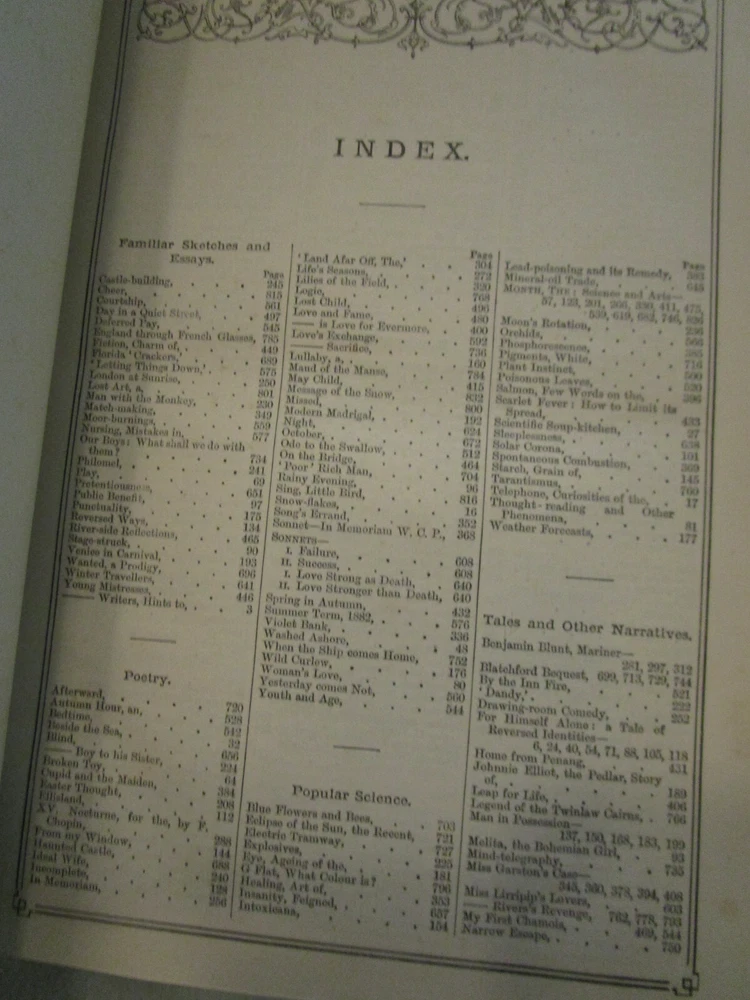 INDEX.
Familiar Sketches and
Essays.
Page
Castle-building, 245
Cheer, 815
Courtship, 561
Day in a Quiet Street, 497
Deferred Pay, 545
England through French Glasses, 785
Fiction, Charm of, 449
Florida 'Crackers,' 689
'Letting Things Down,' 575
London at Sunrise, 250
Lost Art, a, 801
Man with the Monkey, 230
Match-making, 342
Moor-burnings, 559
Nursing, Mistakes in, 577
Our Boys: What shall we do with
them? 734
Philomel, 241
Play, 69
Pretentiousness, 651
Public Benefit, 97
Punctuality, 175
Reversed Ways, 134
River-side Reflections, 465
Stage-struck, 90
Venice in Carnival, 193
Wanted, a Prodigy, 696
Winter Travellers, 641
Young Mistresses, 446
—— Writers, Hints to, 3
Poetry.
Afterward, 720
Autumn Hour, an, 528
Bedtime, 542
Beside the Sea, 32
Blind, 656
—— Boy to his Sister, 224
Broken Toy, 64
Cupid and the Maiden, 384
Easter Thought, 208
Ellisland, 112
XV. Nocturne, for the, by F.
Chopin, 288
From my Window, 144
Haunted Castle, 688
Ideal Wife, 240
Incomplete, 128
In Memoriam, 256
Page
'Land Afar Off, The,' 304
Life's Seasons, 272
Lilies of the Field, 320
Logic, 768
Lost Child, 496
Love and Fame, 480
—— is Love for Evermore, 400
Love's Exchange, 592
—— Sacrifice, 736
Lullaby, a, 160
Maud of the Manse, 784
May Child, 415
Message of the Snow, 832
Missed, 800
Modern Madrigal, 192
Night, 624
October, 672
Ode to the Swallow, 512
On the Bridge, 464
'Poor' Rich Man, 704
Rainy Evening, 96
Sing, Little Bird, 816
Snow-flakes, 16
Song's Errand, 352
Sonnet—In Memoriam W. C. P., 368
SONNETS—
I. Failure, 608
II. Success, 608
I. Love Strong as Death, 640
II. Love Stronger than Death, 640
Spring in Autumn, 432
Summer Term, 1882, 576
Violet Bank, 336
Washed Ashore, 48
When the Ship comes Home, 752
Wild Curlew, 176
Woman's Love, 80
Yesterday comes Not, 560
Youth and Age, 544
Popular Science.
Blue Flowers and Bees, 703
Eclipse of the Sun, the Recent, 721
Electric Tramway, 727
Explosives, 225
Eye, Ageing of the, 181
G Flat, What Colour is? 796
Healing, Art of, 353
Insanity, Feigned, 657
Intoxicans, 154
Page
Lead-poisoning and its Remedy, 583
Mineral-oil Trade, 645
MONTH, THE: Science and Arts—
57, 123, 201, 266, 411, 475,
539, 619, 682, 746,
Moon's Rotation, 236
Orchids, 566
Phosphorescence,
Pigments, White, 716
Plant Instinct,
Poisonous Leaves,
Salmon, Few Words on the, 396
Scarlet Fever: How to Limit its
Spread, 433
Scientific Soup-kitchen, 27
Sleeplessness, 638
Solar Corona, 101
Spontaneous Combustion, 369
Starch, Grain of, 145
Tarantismus, 769
Telephone, Curiosities of the, 17
Thought-reading and Other
Phenomena, 81
Weather Forecasts, 177
Tales and Other Narratives.
Benjamin Blunt, Mariner—
281, 297, 312
Blatchford Bequest, 699, 713, 729, 744
By the Inn Fire, 521
'Dandy,' 222
Drawing-room Comedy, 252
For Himself Alone: a Tale of
Reversed Identities—
6, 24, 40, 54, 71, 88, 105, 118
Home from Penang, 431
Johnnie Elliot, the Pedlar, Story
of, 189
Leap for Life, 406
Legend of the Twinlaw Cairns, 766
Man in Possession—
137, 150, 168, 183, 199
Melita, the Bohemian Girl, 93
Mind-telegraphy, 735
Miss Garston's Case—
345, 360, 378, 394, 408
Miss Lirripip's Lovers, 603
—— Rivers's Revenge, 762, 778, 793
My First Chamois, 469, 544
Narrow Escape, 750